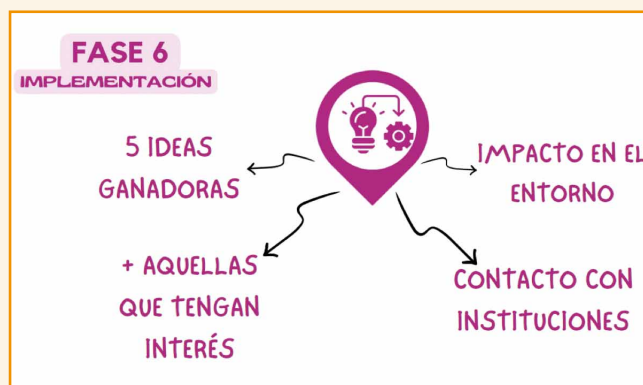 FASE 6
IMPLEMENTACIÓN
5 IDEAS
GANADORAS
IMPACTO EN EL
ENTORNO
+ AQUELLAS
QUE TENGAN
INTERÉS
CONTACTO CON
INSTITUCIONES